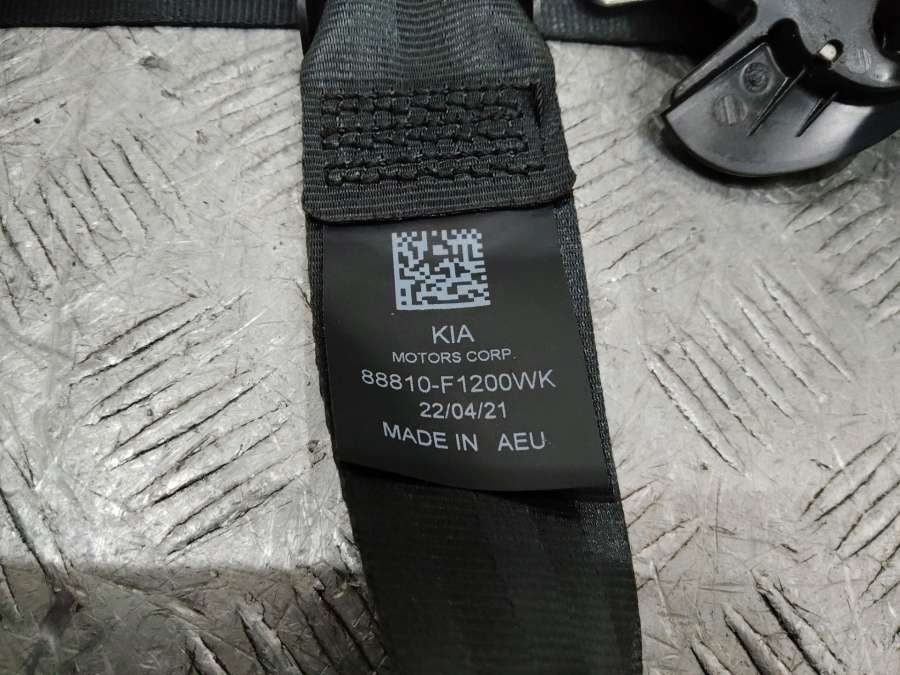 KIA
MOTORS CORP.
88810-F1200WK
22/04/21
MADE IN AEU